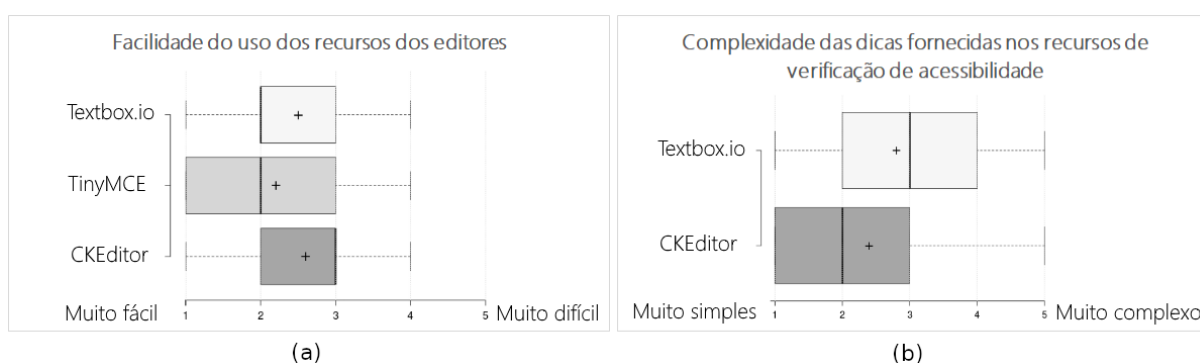 Facilidade do uso dos recursos dos editores
Textbox.io
TinyMCE
CKEditor
Muito fácil
1
2
3
4
5
Muito difícil
(a)
Complexidade das dicas fornecidas nos recursos de
verificação de acessibilidade
Textbox.io
CKEditor
Muito simples
1
2
3
4
5
Muito complexo
(b)